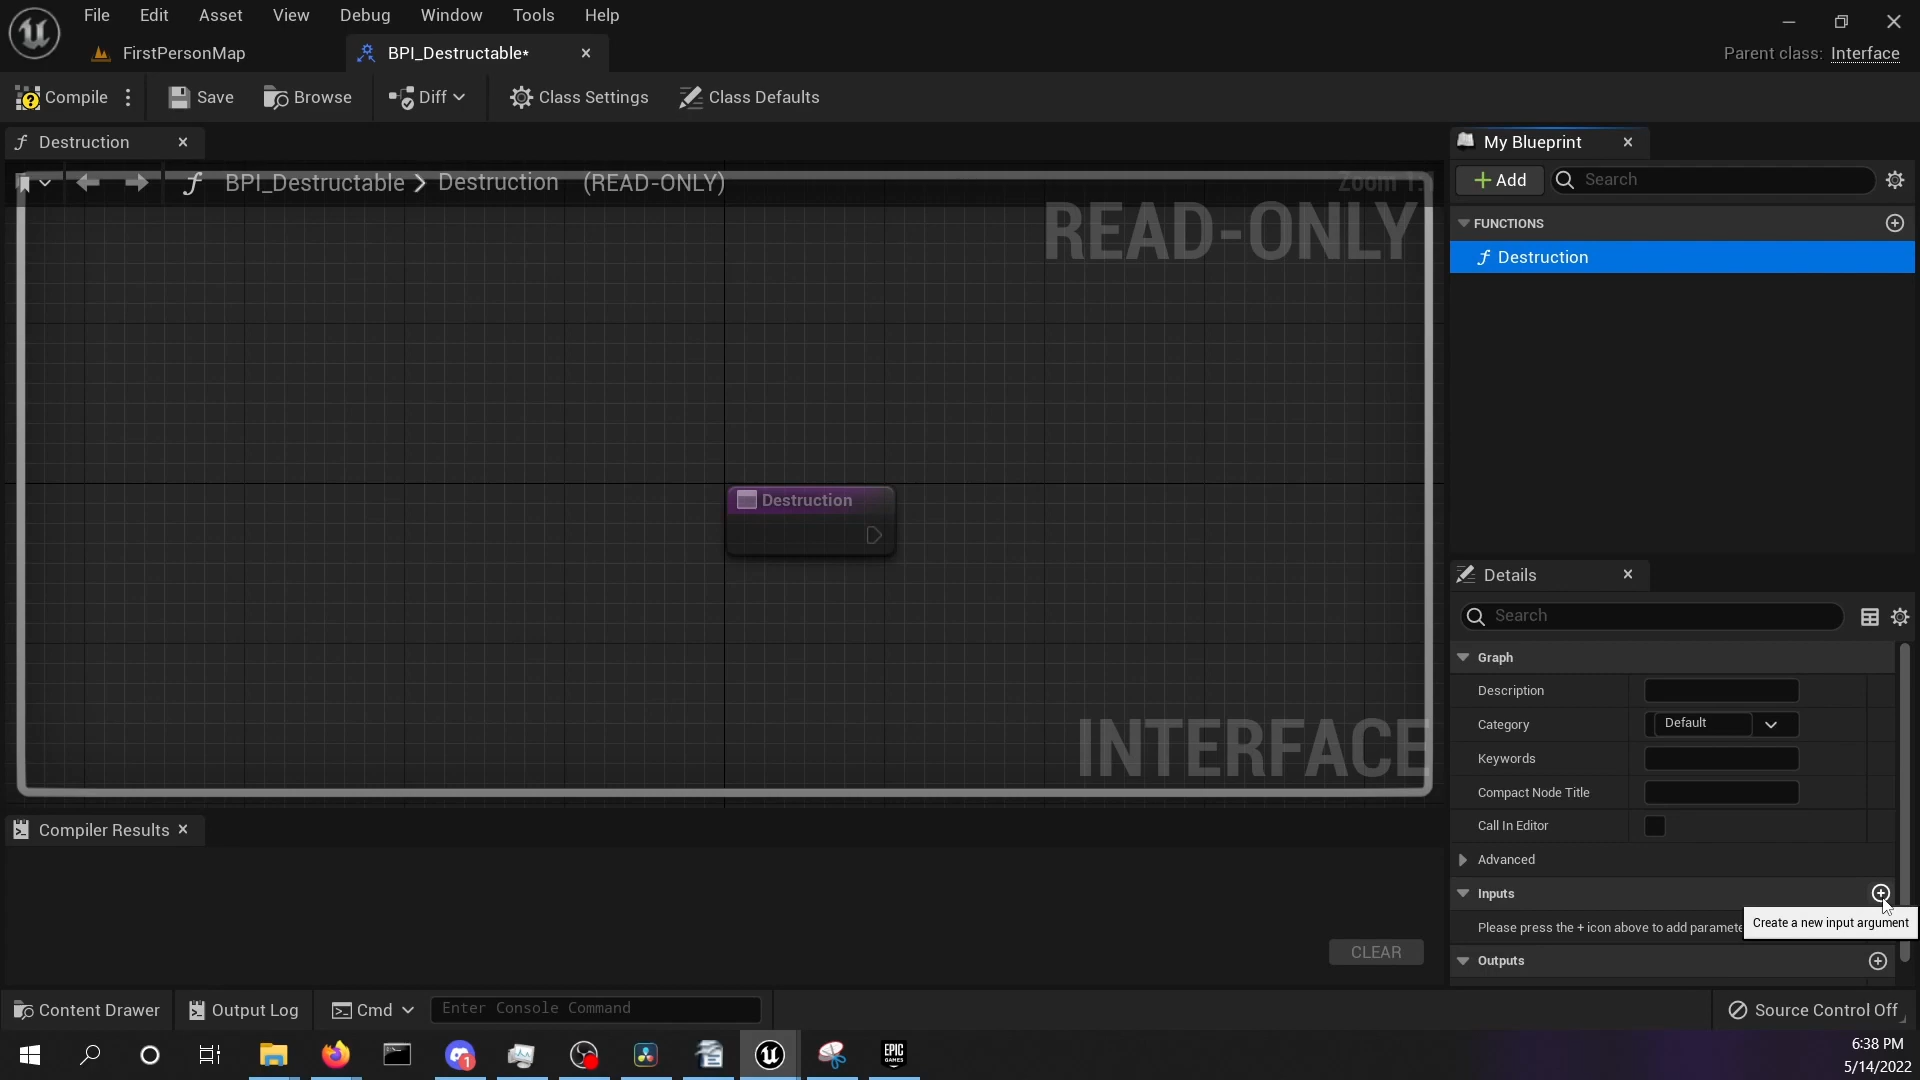 File Edit Asset View Debug Window Tools Help
FirstPersonMap BPI_Destructable* Parent class: Interface
Compile Save Browse Diff Class Settings Class Defaults
Destruction
BPI_Destructable > Destruction (READ-ONLY)
READ-ONLY
Destruction
INTERFACE
Compiler Results
CLEAR
My Blueprint
+ Add Search
FUNCTIONS
Destruction
Details
Search
Graph
Description
Category Default
Keywords
Compact Node Title
Call In Editor
Advanced
Inputs
Please press the + icon above to add
Create a new input argument
Outputs
Content Drawer Output Log Cmd Enter Console Command Source Control Off
1 EPIC GAMES
6:38 PM
5/14/2022